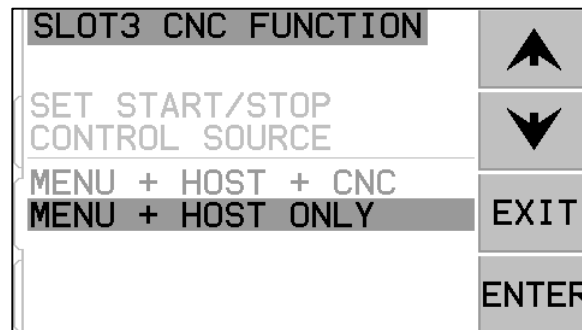 SLOT3 CNC FUNCTION
SET START/STOP
CONTROL SOURCE
MENU + HOST + CNC
MENU + HOST ONLY
EXIT
ENTER